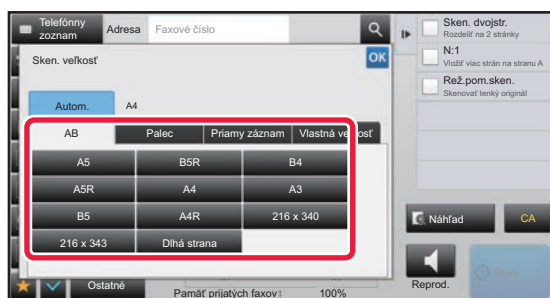 Telefónny
zoznam
Adresa
Faxové číslo
Sken. veľkosť
OK
Autom.
A4
AB
Palec
Priamy záznam
Vlastná veľkosť
A5
B5R
B4
A5R
A4
A3
B5
A4R
216 x 340
216 x 343
Dlhá strana
Ostatné
Pamäť prijatých faxov:
100%
Sken. dvojstr.
Rozdeliť na 2 stránky
N:1
Vložiť viac strán na stranu A
Rež.pom.sken.
Skenovať tenký originál
Náhľad
CA
Reprod.
Štart